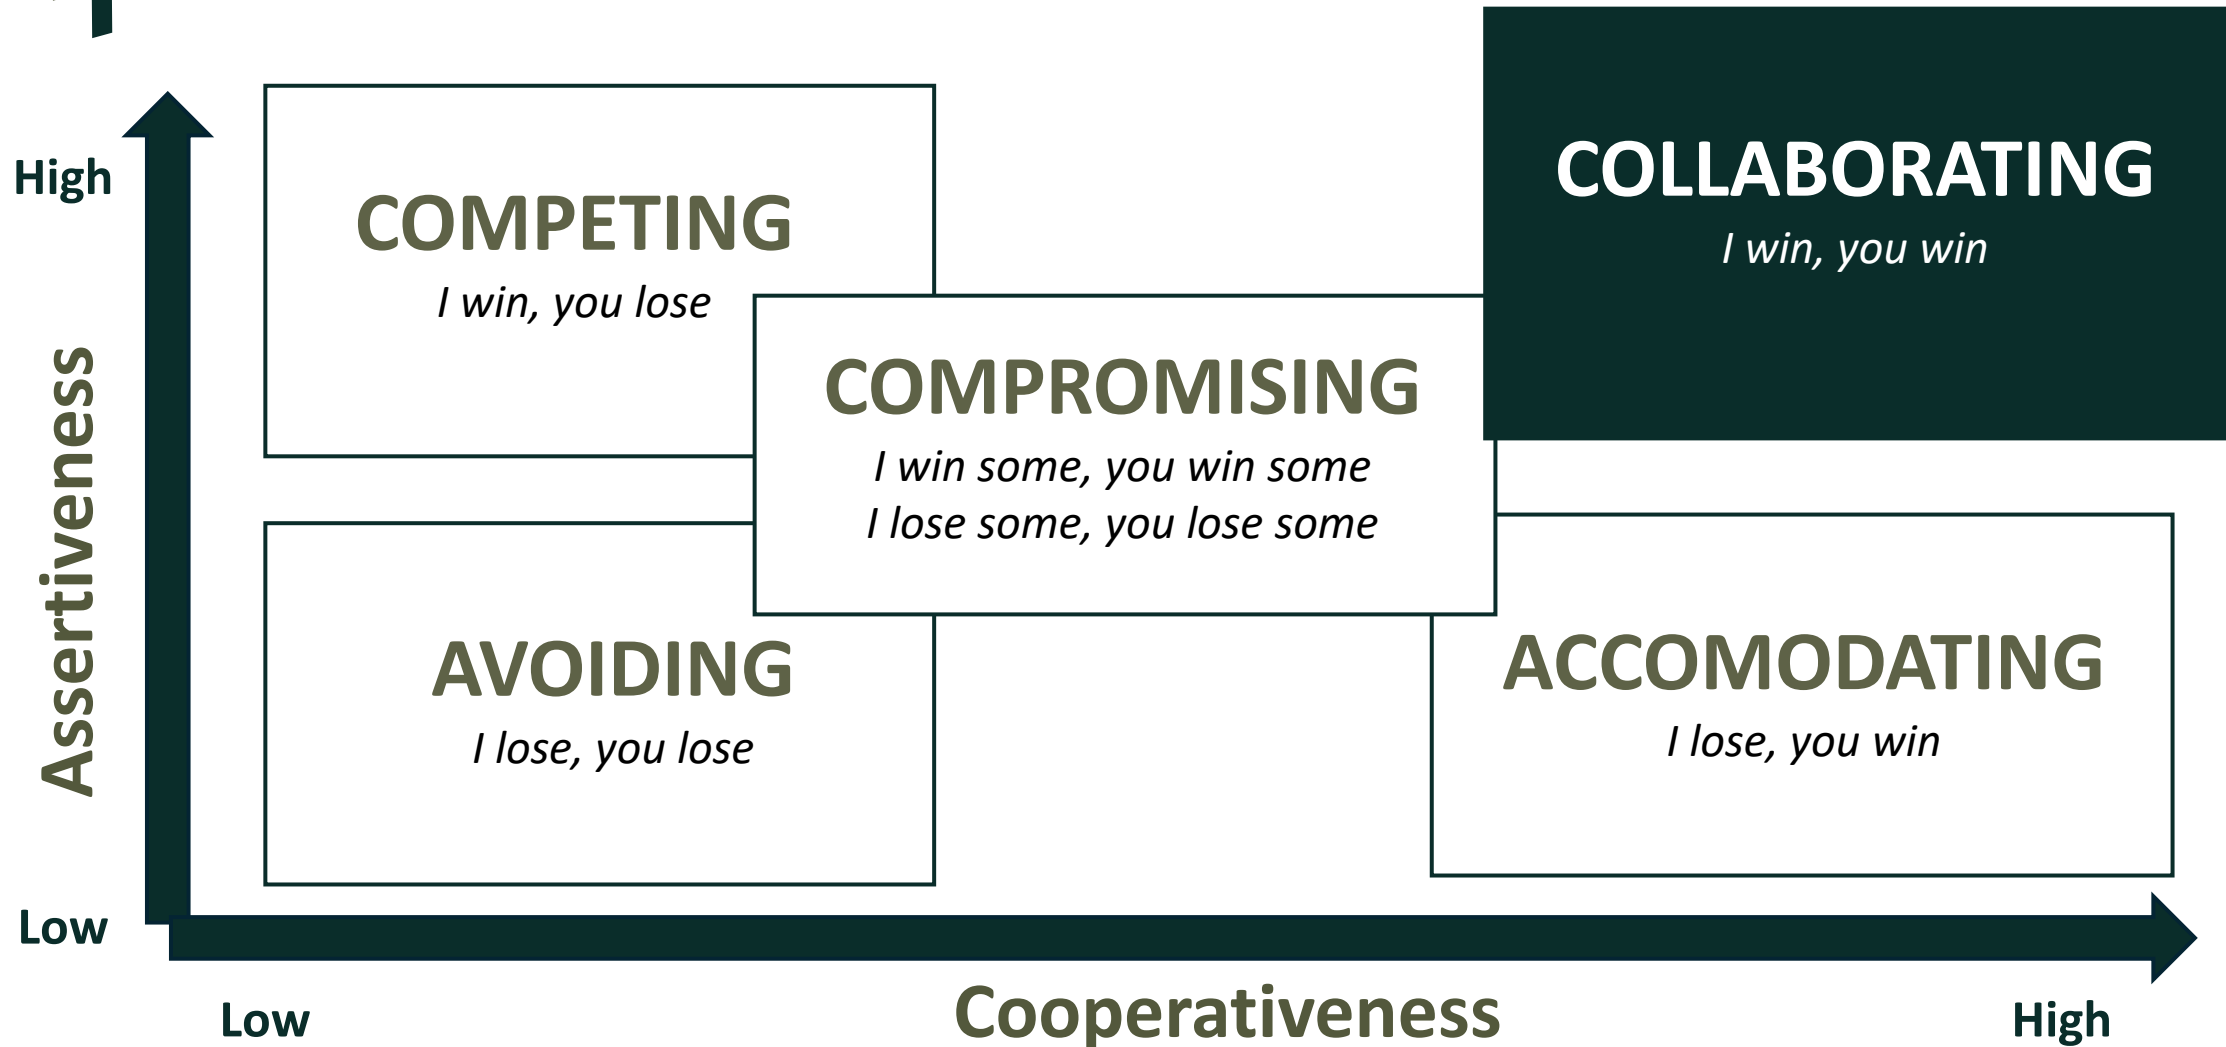 High
COMPETING
I win, you lose
COLLABORATING
I win, you win
COMPROMISING
I win some, you win some
I lose some, you lose some
Assertiveness
AVOIDING
I lose, you lose
ACCOMODATING
I lose, you win
Low
Low
Cooperativeness
High